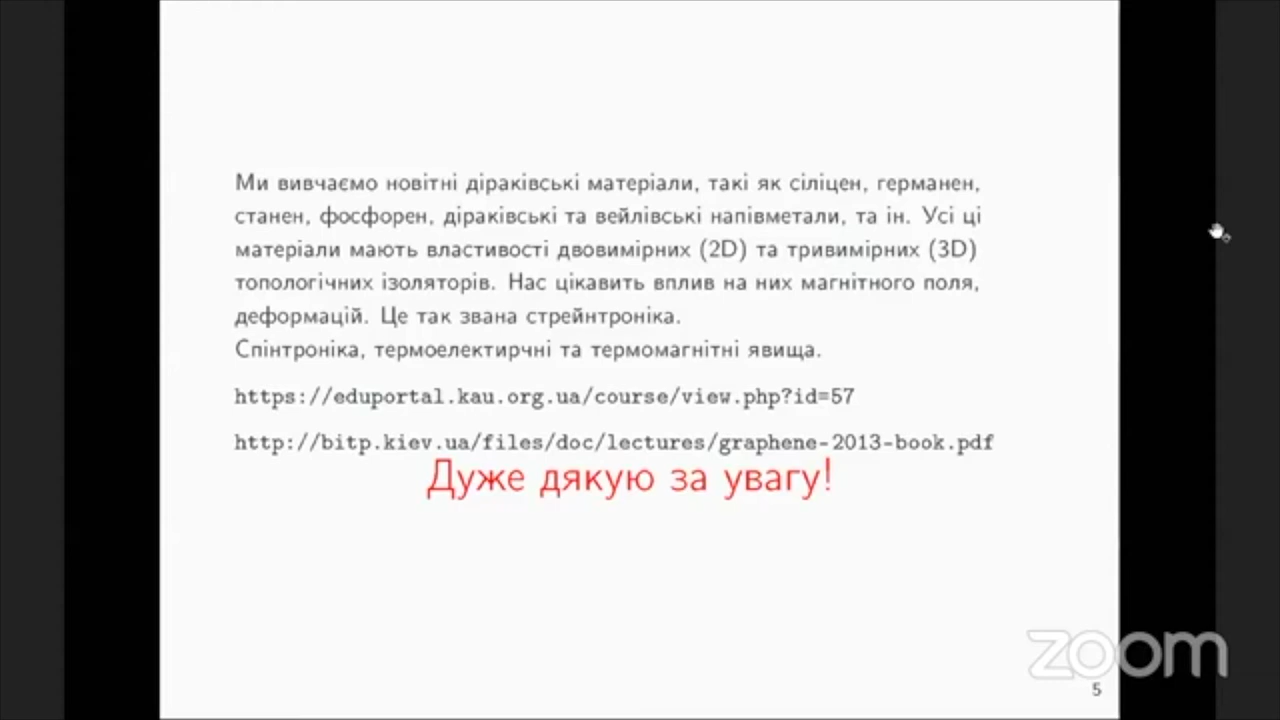 Ми вивчаємо новітні діраківські матеріали, такі як сіліцен, германен,
станен, фосфорен, діраківські та вейлівські напівметали, та ін. Усі ці
матеріали мають властивості двовимірних (2D) та тривимірних (3D)
топологічних ізоляторів. Нас цікавить вплив на них магнітного поля,
деформацій. Це так звана стрейнтроніка.
Спінтроніка, термоелектирчні та термомагнітні явища.
https://eduportal.kau.org.ua/course/view.php?id=57
http://bitp.kiev.ua/files/doc/lectures/graphene-2013-book.pdf
Дуже дякую за увагу!
zoom
5